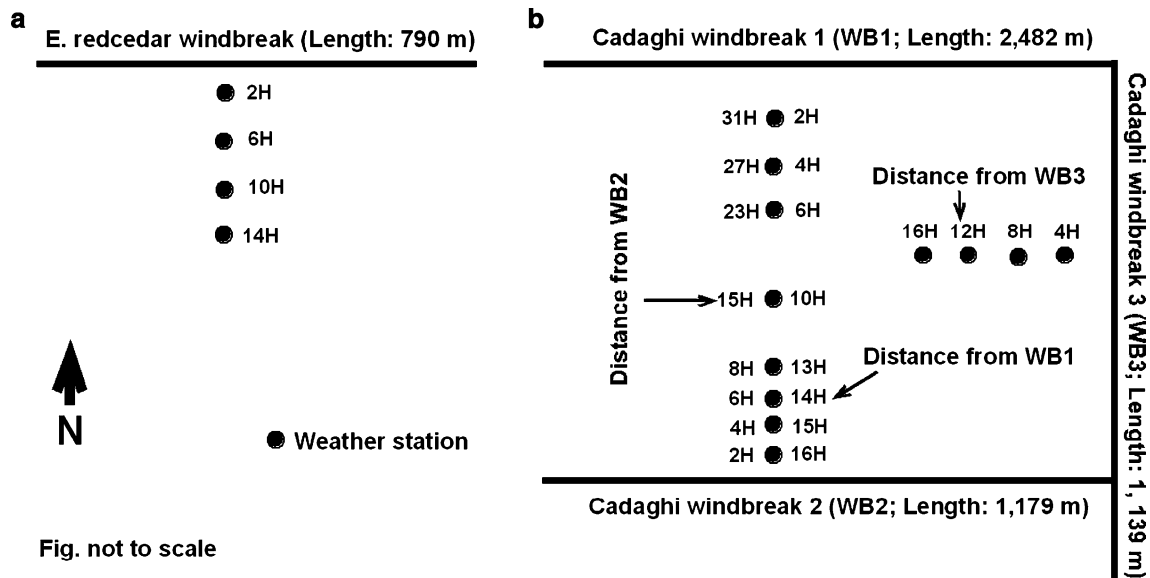 a
E. redcedar windbreak (Length: 790 m)
2H
6H
10H
14H
N
Weather station
Fig. not to scale
b
Cadaghi windbreak 1 (WB1; Length: 2,482 m)
31H 2H
27H 4H
23H 6H
15H 10H
8H 13H
6H 14H
4H 15H
2H 16H
Distance from WB2
Distance from WB3
16H 12H 8H 4H
Distance from WB1
Cadaghi windbreak 2 (WB2; Length: 1,179 m)
Cadaghi windbreak 3 (WB3; Length: 1, 139 m)